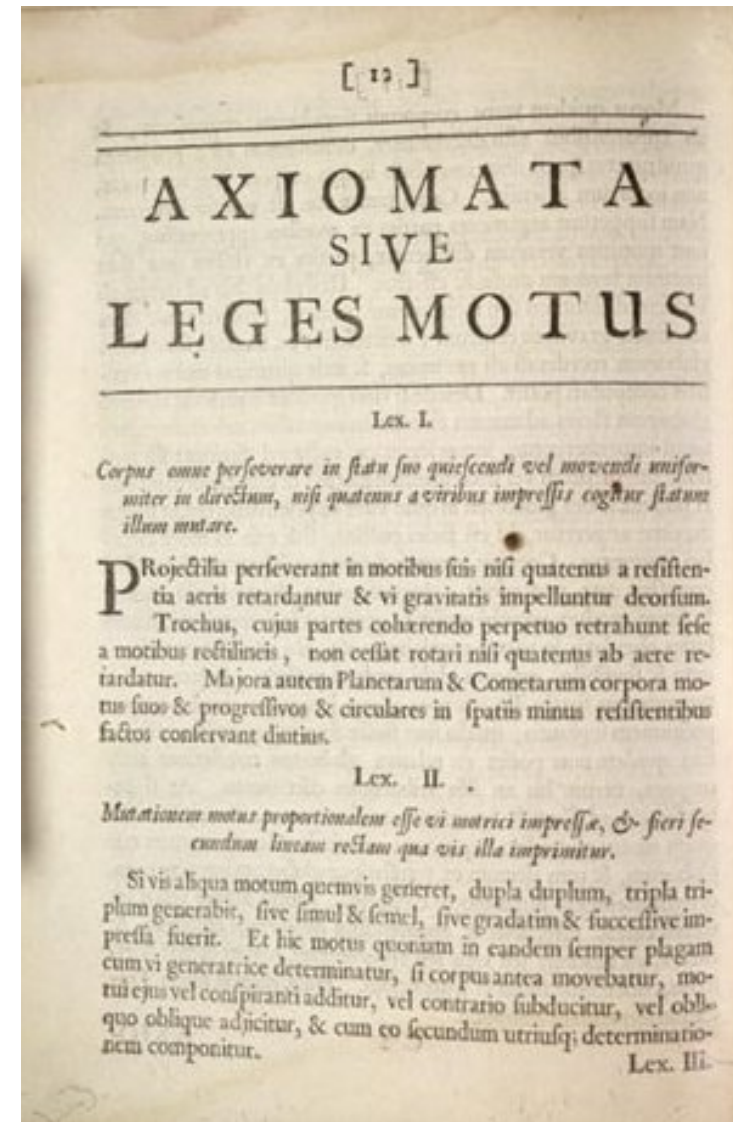 [ 12 ]
AXIOMATA
SIVE
LEGES MOTUS
Lex. I.
Corpus omne perſeverare in ſtatu ſuo quieſcendi vel movendi unifor-
miter in directum, niſi quatenus a viribus impreſſis cogitur ſtatum
illum mutare.
PRojectilia perſeverant in motibus ſuis niſi quatenus a reſiſten-
tia aeris retardantur & vi gravitatis impelluntur deorſum.
Trochus, cujus partes cohærendo perpetuo retrahunt ſeſe
a motibus rectilineis, non ceſſat rotari niſi quatenus ab aere re-
tardatur. Majora autem Planetarum & Cometarum corpora mo-
tus ſuos & progreſſivos & circulares in ſpatiis minus reſiſtentibus
factos conſervant diutius.
Lex. II.
Mutationem motus proportionalem eſſe vi motrici impreſſæ, & fieri ſe-
cundum lineam rectam qua vis illa imprimitur.
Si vis aliqua motum quemvis generet, dupla duplum, tripla tri-
plum generabit, ſive ſimul & ſemel, ſive gradatim & ſucceſſive im-
preſſa fuerit. Et hic motus quoniam in eandem ſemper plagam
cum vi generatrice determinatur, ſi corpus antea movebatur, mo-
tui ejus vel conſpiranti additur, vel contrario ſubducitur, vel obli-
quo oblique adjicitur, & cum eo ſecundum utriuſq; determinatio-
nem componitur.
Lex. III.